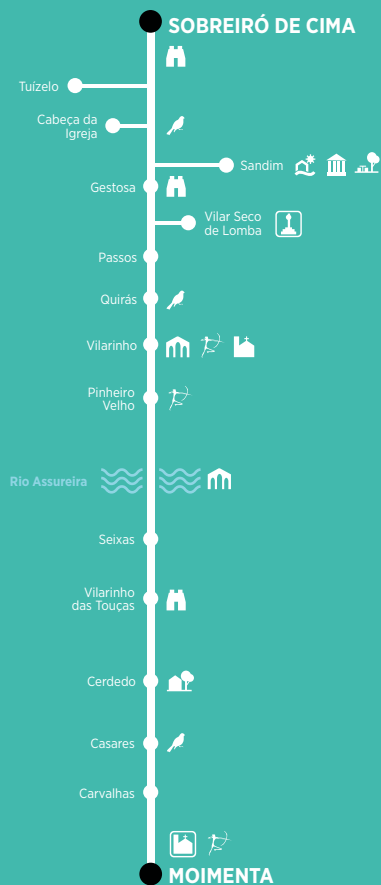 SOBREIRÓ DE CIMA
Tuízelo
Cabeça da
Igreja
Sandim
Gestosa
Vilar Seco
de Lomba
Passos
Quirás
Vilarinho
Pinheiro
Velho
Rio Assureira
Seixas
Vilarinho
das Touças
Cerdedo
Casares
Carvalhas
MOIMENTA